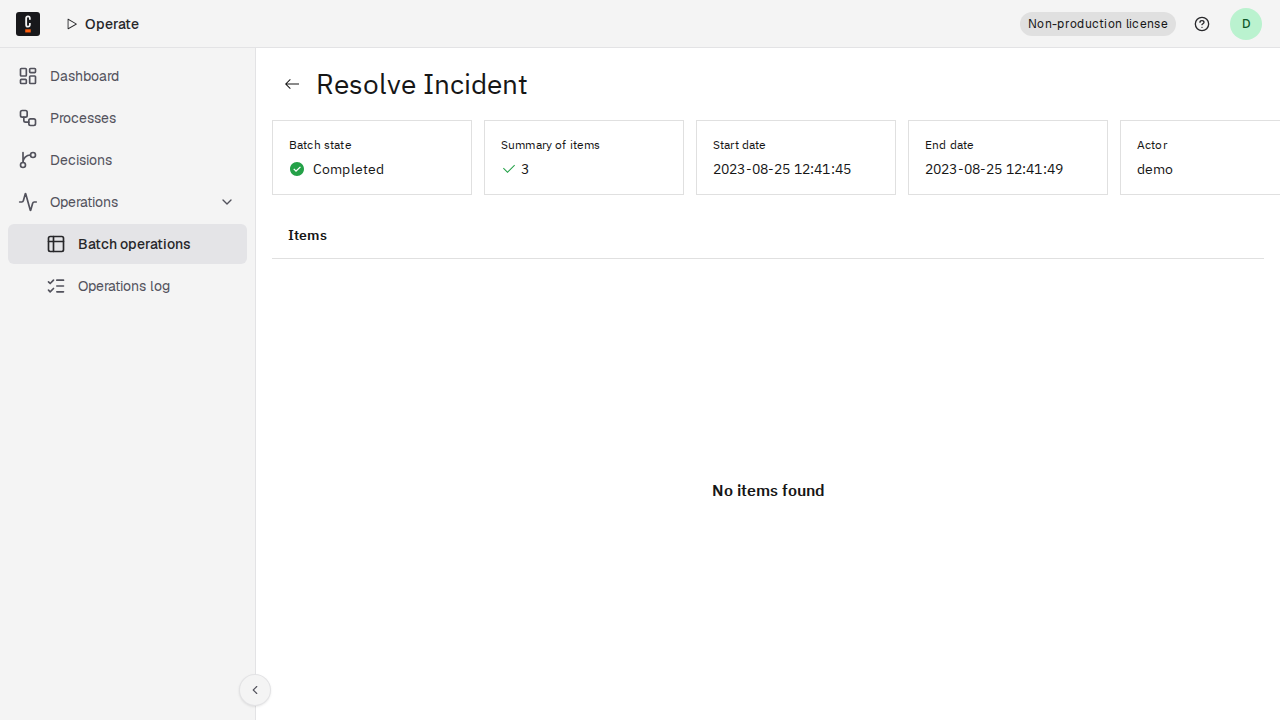 Operate
Non-production license
D
Dashboard
Processes
Decisions
Operations
Batch operations
Operations log
Resolve Incident
Batch state
Completed
Summary of items
3
Start date
2023-08-25 12:41:45
End date
2023-08-25 12:41:49
Actor
demo
Items
No items found